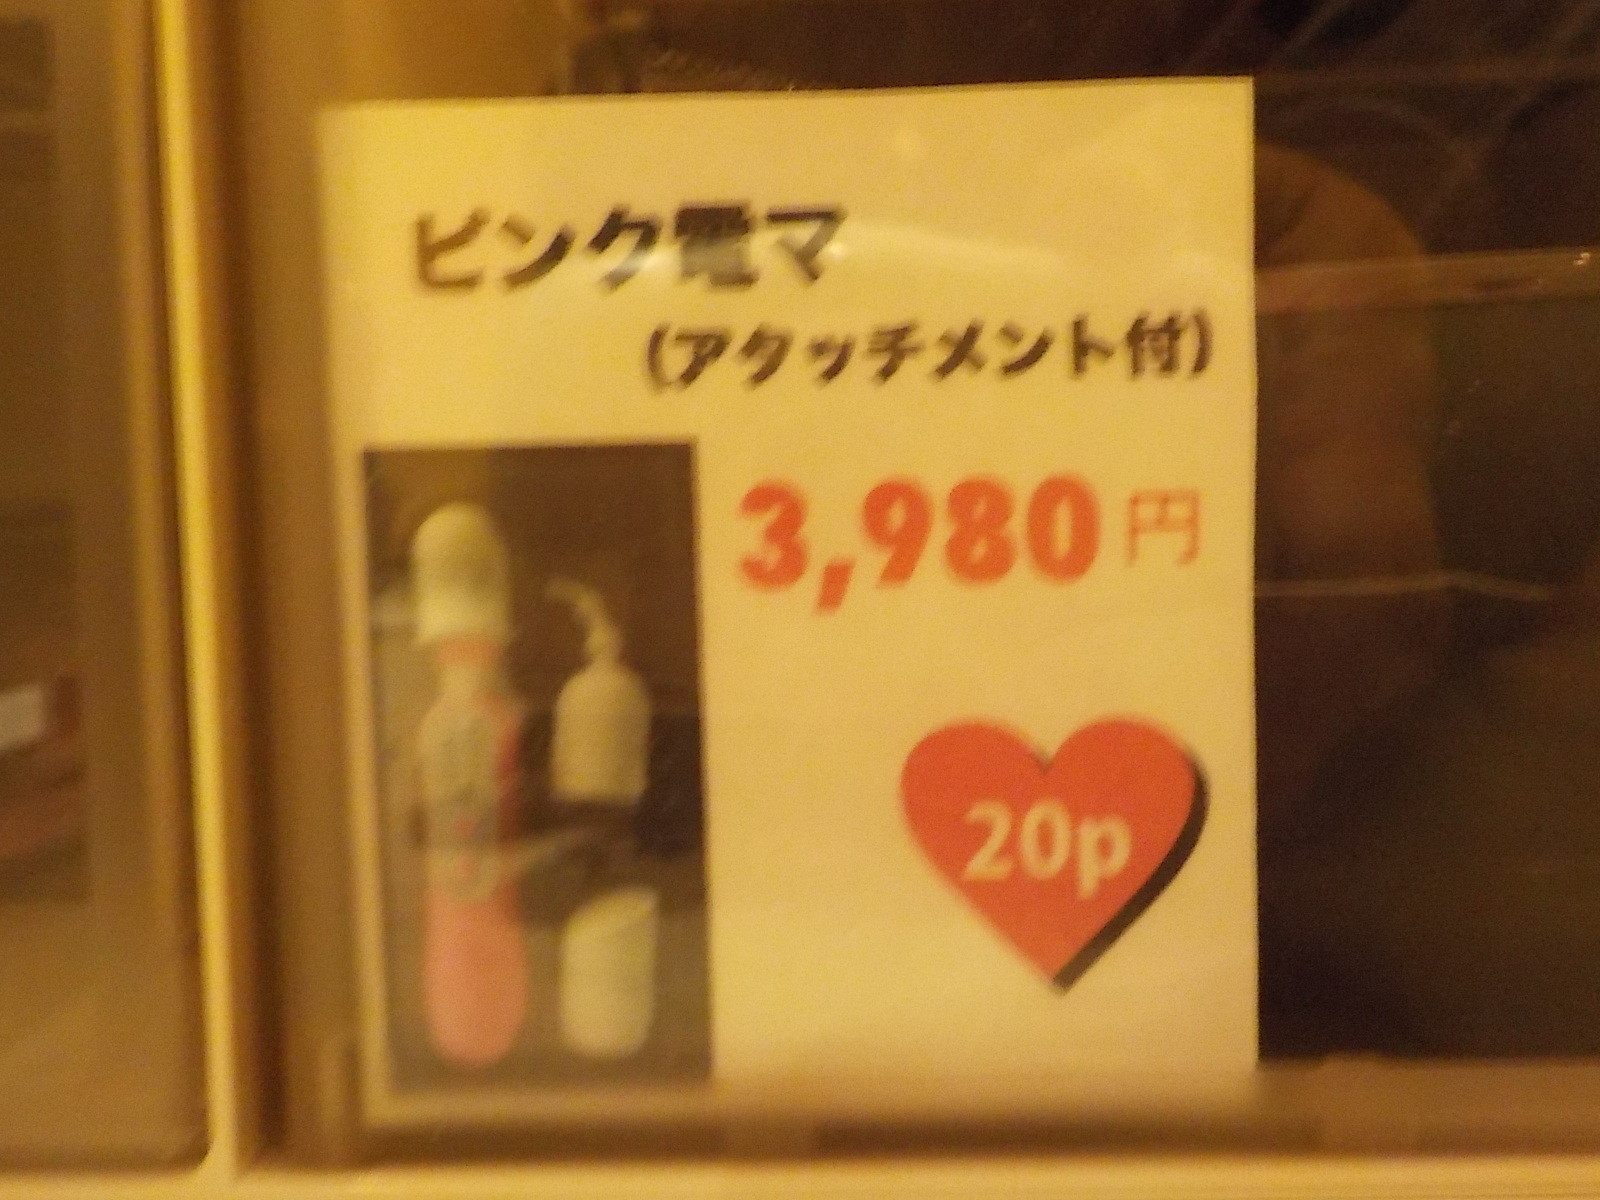 ピンク電マ
(アタッチメント付)
3,980円
20p